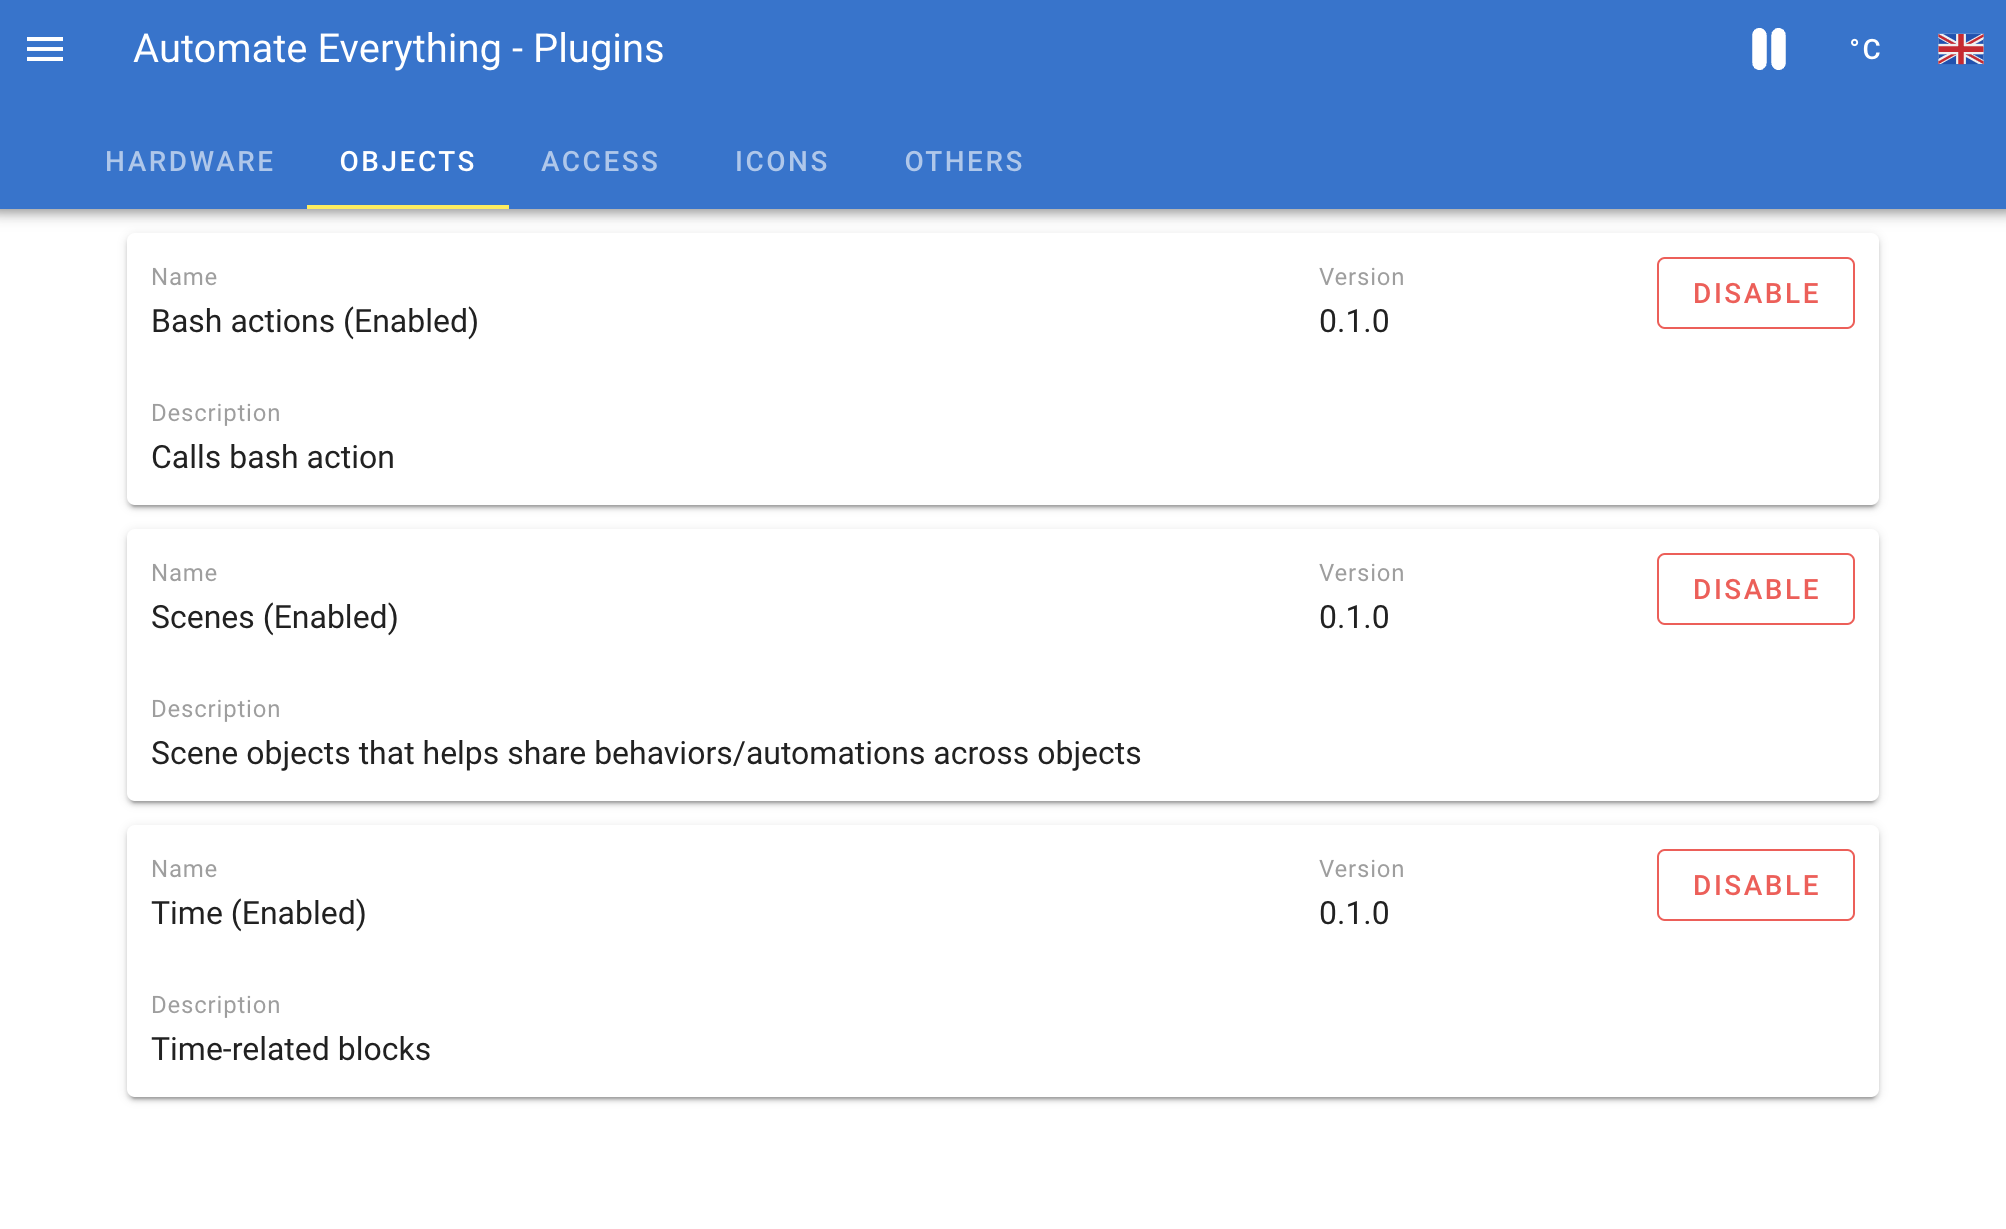 Automate Everything - Plugins
°C
HARDWARE OBJECTS ACCESS ICONS OTHERS
Name Version
Bash actions (Enabled) 0.1.0 DISABLE
Description
Calls bash action
Name Version
Scenes (Enabled) 0.1.0 DISABLE
Description
Scene objects that helps share behaviors/automations across objects
Name Version
Time (Enabled) 0.1.0 DISABLE
Description
Time-related blocks